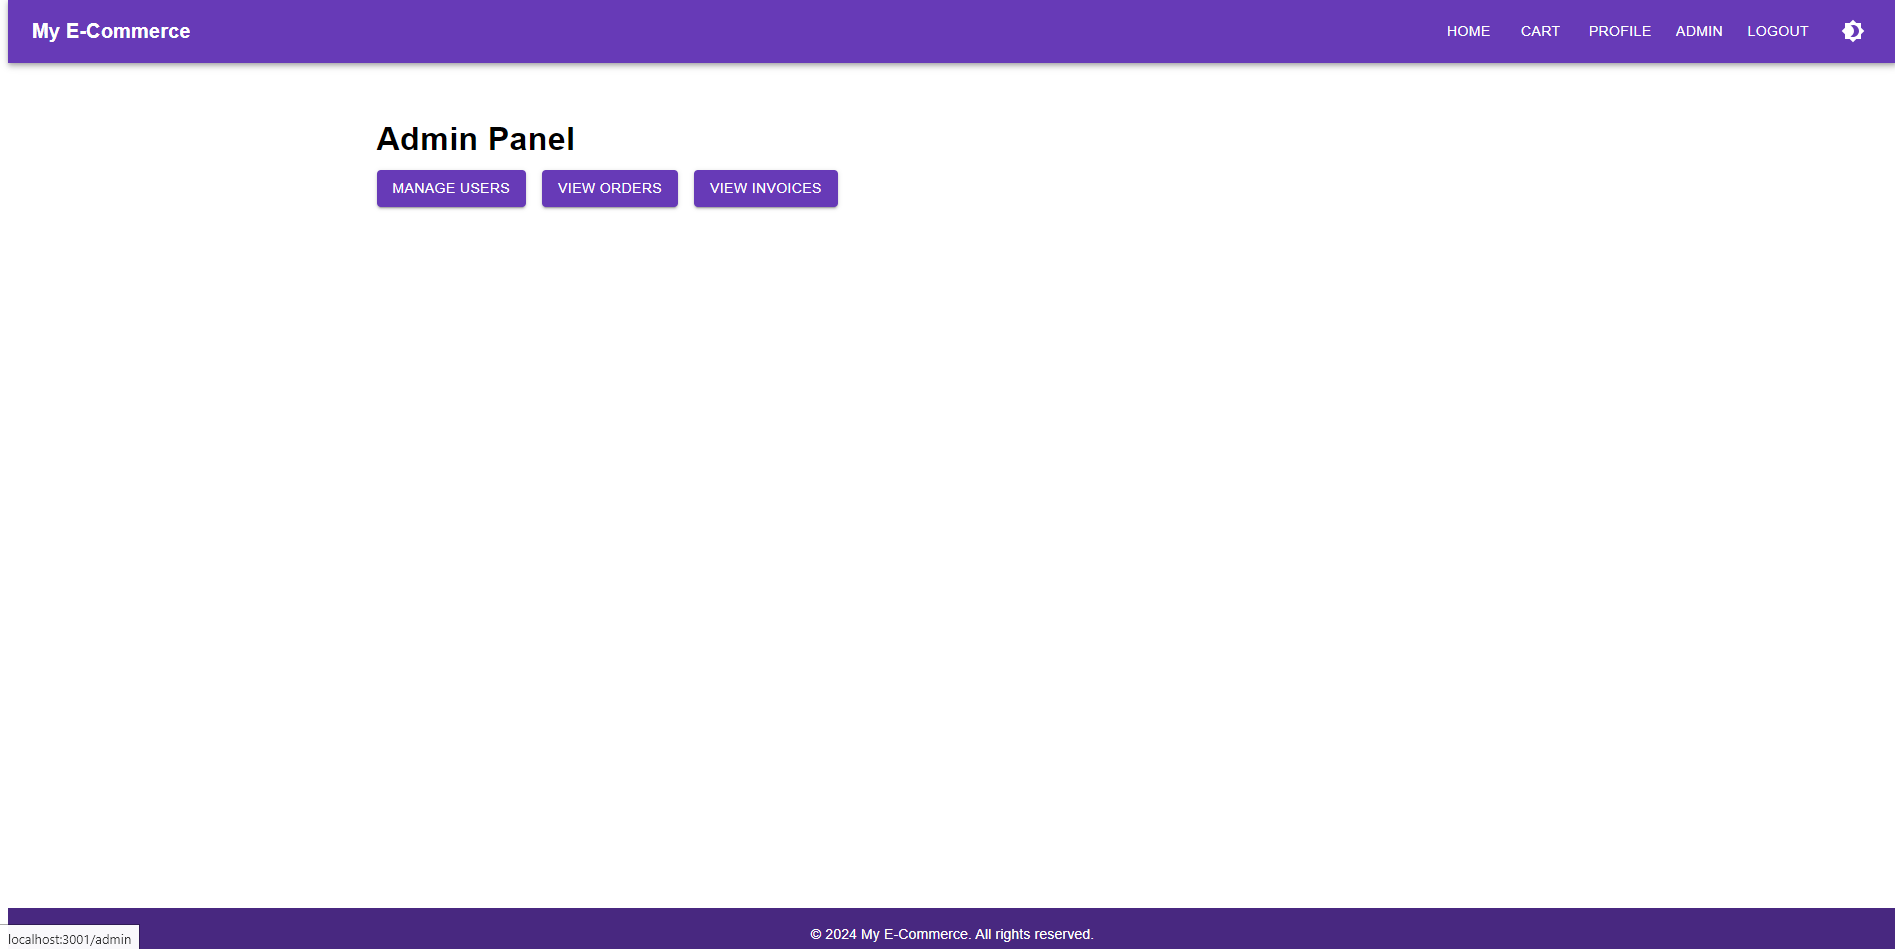 My E-Commerce
HOME CART PROFILE ADMIN LOGOUT
Admin Panel
MANAGE USERS VIEW ORDERS VIEW INVOICES
© 2024 My E-Commerce. All rights reserved.
localhost:3001/admin